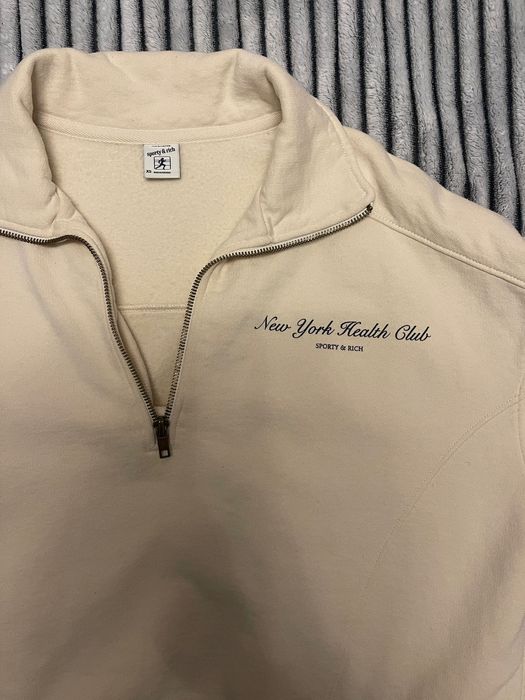 sporty & rich
XS
New York Health Club
SPORTY & RICH